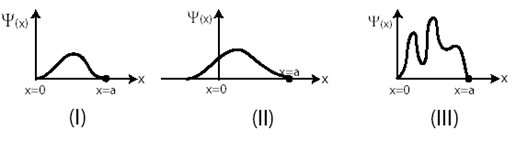 Ψ(x) x x=0 x=a (I)
Ψ(x) x x=0 x=a (II)
Ψ(x) x x=0 x=a (III)